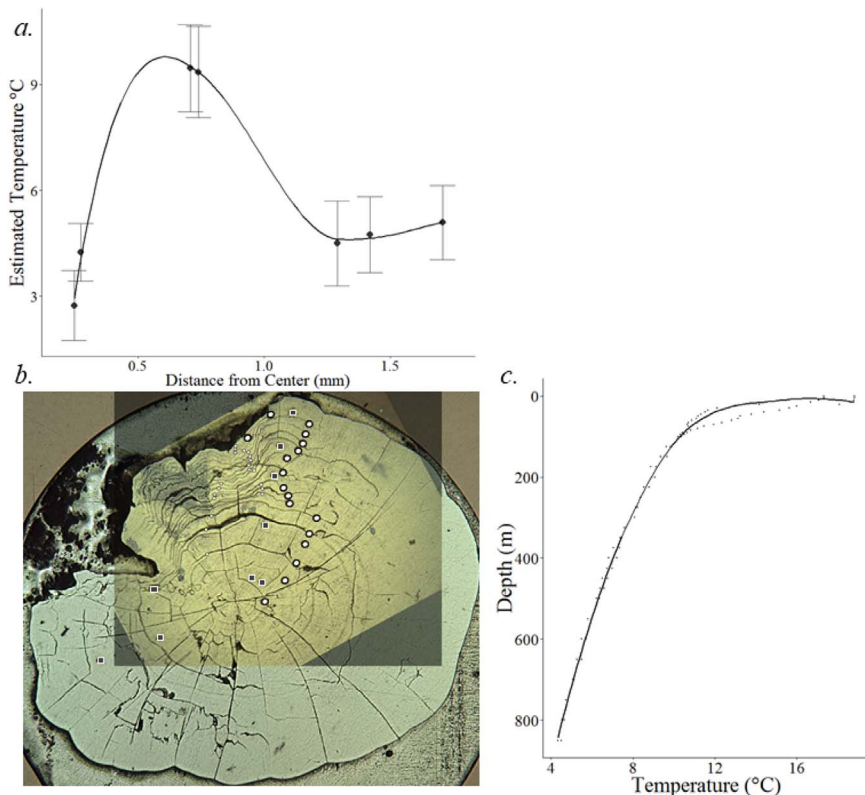 a.
Estimated Temperature °C
9
6
3
0.5 1.0 1.5
Distance from Center (mm)
b.
c.
Depth (m)
0
200
400
600
800
4 8 12 16
Temperature (°C)